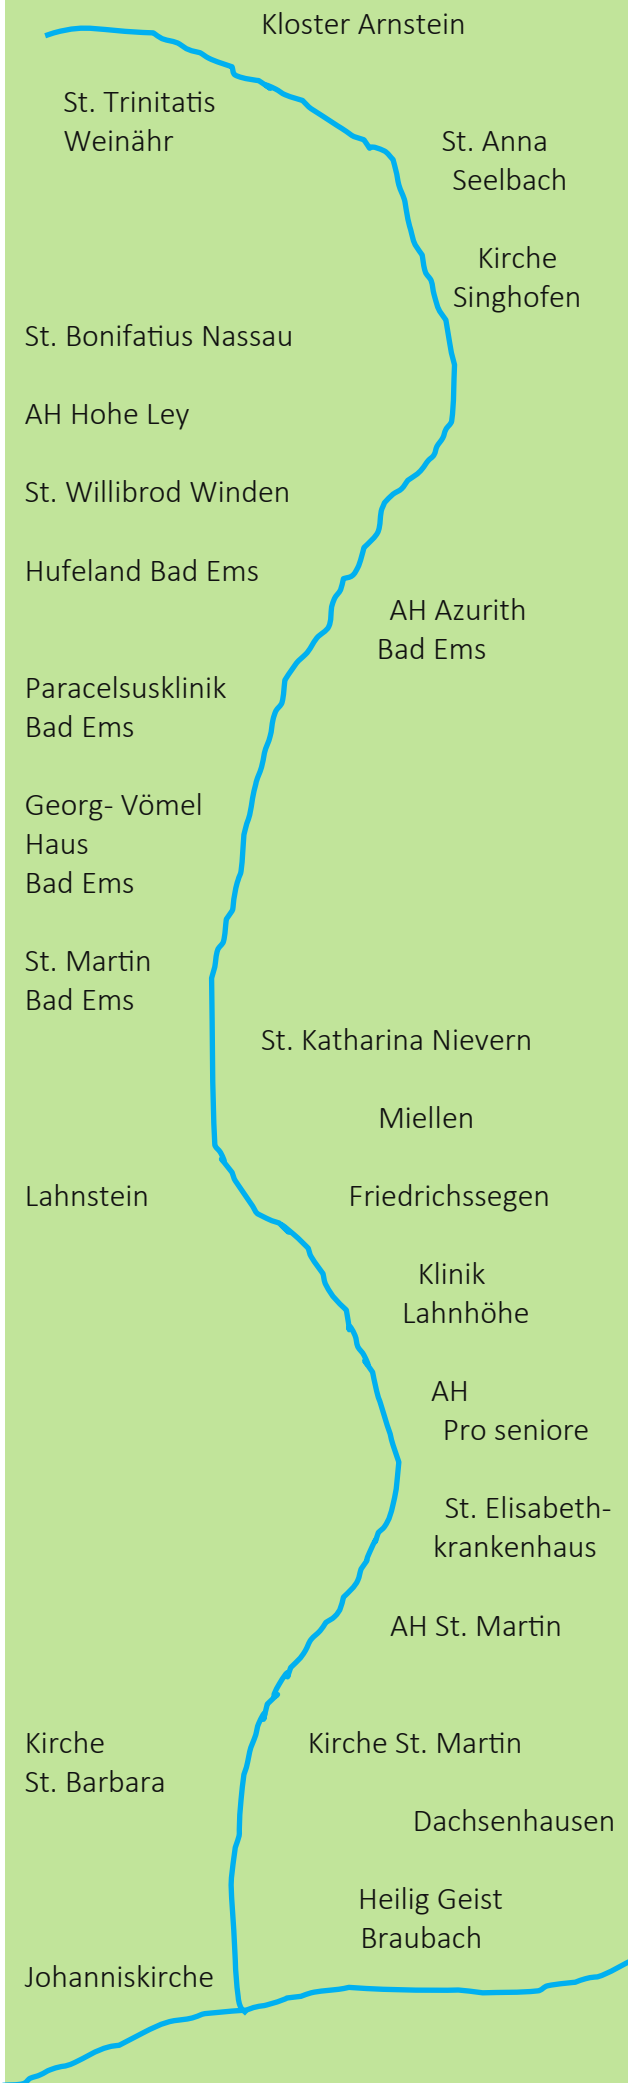 Kloster Arnstein
St. Trinitatis
Weinähr
St. Anna
Seelbach
Kirche
Singhofen
St. Bonifatius Nassau
AH Hohe Ley
St. Willibrod Winden
Hufeland Bad Ems
AH Azurith
Bad Ems
Paracelsusklinik
Bad Ems
Georg- Vömel
Haus
Bad Ems
St. Martin
Bad Ems
St. Katharina Nievern
Miellen
Lahnstein
Friedrichssegen
Klinik
Lahnhöhe
AH
Pro seniore
St. Elisabeth-
krankenhaus
AH St. Martin
Kirche
St. Barbara
Kirche St. Martin
Dachsenhausen
Heilig Geist
Braubach
Johanniskirche